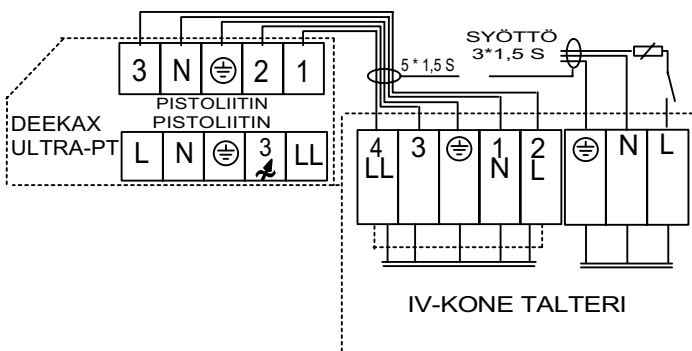 SYÖTTÖ
3*1,5 S
5 * 1,5 S
3 N 2 1
PISTOLIITIN
PISTOLIITIN
DEEKAX
ULTRA-PT
L N 3 LL
4 3 1 2 N L
LL N L
IV-KONE TALTERI